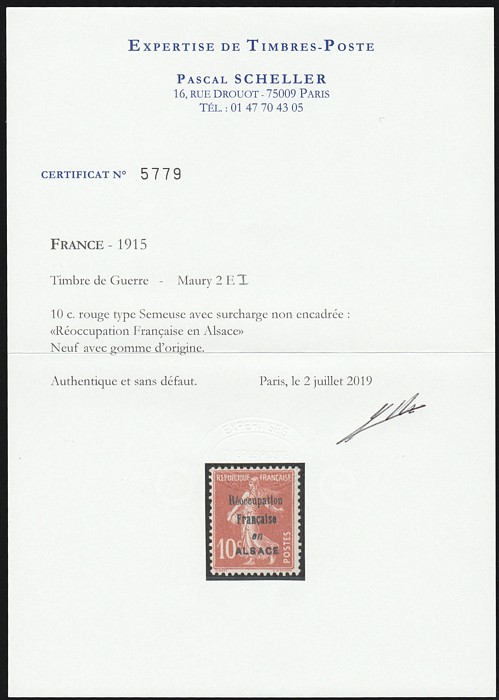 EXPERTISE DE TIMBRES-POSTE
PASCAL SCHELLER
16, RUE DROUOT - 75009 PARIS
TÉL. : 01 47 70 43 05
CERTIFICAT N° 5779
FRANCE - 1915
Timbre de Guerre - Maury 2 E I
10 c. rouge type Semeuse avec surcharge non encadrée :
«Réoccupation Française en Alsace»
Neuf avec gomme d'origine.
Authentique et sans défaut. Paris, le 2 juillet 2019
REPUBLIQUE FRANÇAISE
Réoccupation
Française
en
ALSACE
10c
POSTES